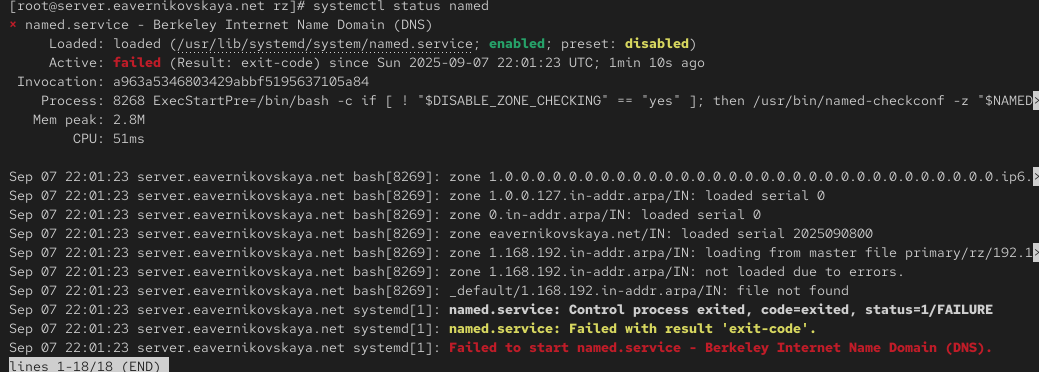 [root@server.eavernikovskaya.net rz]# systemctl status named
× named.service - Berkeley Internet Name Domain (DNS)
Loaded: loaded (/usr/lib/systemd/system/named.service; enabled; preset: disabled)
Active: failed (Result: exit-code) since Sun 2025-09-07 22:01:23 UTC; 1min 10s ago
Invocation: a963a5346803429abbf5195637105a84
Process: 8268 ExecStartPre=/bin/bash -c if [ ! "$DISABLE_ZONE_CHECKING" == "yes" ]; then /usr/bin/named-checkconf -z "$NAMED>
Mem peak: 2.8M
CPU: 51ms
Sep 07 22:01:23 server.eavernikovskaya.net bash[8269]: zone 1.0.0.0.0.0.0.0.0.0.0.0.0.0.0.0.0.0.0.0.0.0.0.0.0.0.0.0.0.0.0.0.ip6.>
Sep 07 22:01:23 server.eavernikovskaya.net bash[8269]: zone 1.0.0.127.in-addr.arpa/IN: loaded serial 0
Sep 07 22:01:23 server.eavernikovskaya.net bash[8269]: zone 0.in-addr.arpa/IN: loaded serial 0
Sep 07 22:01:23 server.eavernikovskaya.net bash[8269]: zone eavernikovskaya.net/IN: loaded serial 2025090800
Sep 07 22:01:23 server.eavernikovskaya.net bash[8269]: zone 1.168.192.in-addr.arpa/IN: loading from master file primary/rz/192.1>
Sep 07 22:01:23 server.eavernikovskaya.net bash[8269]: zone 1.168.192.in-addr.arpa/IN: not loaded due to errors.
Sep 07 22:01:23 server.eavernikovskaya.net bash[8269]: _default/1.168.192.in-addr.arpa/IN: file not found
Sep 07 22:01:23 server.eavernikovskaya.net systemd[1]: named.service: Control process exited, code=exited, status=1/FAILURE
Sep 07 22:01:23 server.eavernikovskaya.net systemd[1]: named.service: Failed with result 'exit-code'.
Sep 07 22:01:23 server.eavernikovskaya.net systemd[1]: Failed to start named.service - Berkeley Internet Name Domain (DNS).
lines 1-18/18 (END)